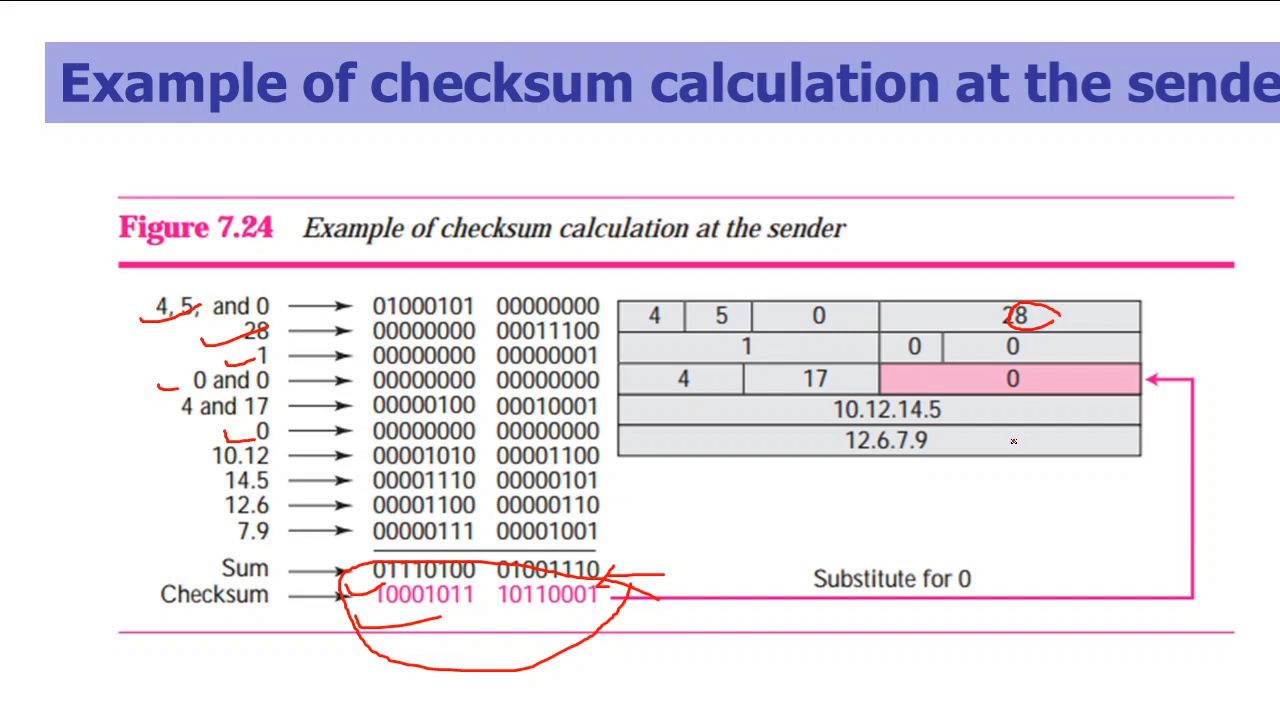 Example of checksum calculation at the sende
Figure 7.24 Example of checksum calculation at the sender
4, 5, and 0 01000101 00000000
28 00000000 00011100
1 00000000 00000001
0 and 0 00000000 00000000
4 and 17 00000100 00010001
0 00000000 00000000
10.12 00001010 00001100
14.5 00001110 00000101
12.6 00001100 00000110
7.9 00000111 00001001
Sum 01110100 01001110
Checksum 10001011 10110001
4 5 0 28
1 0 0
4 17 0
10.12.14.5
12.6.7.9
Substitute for 0